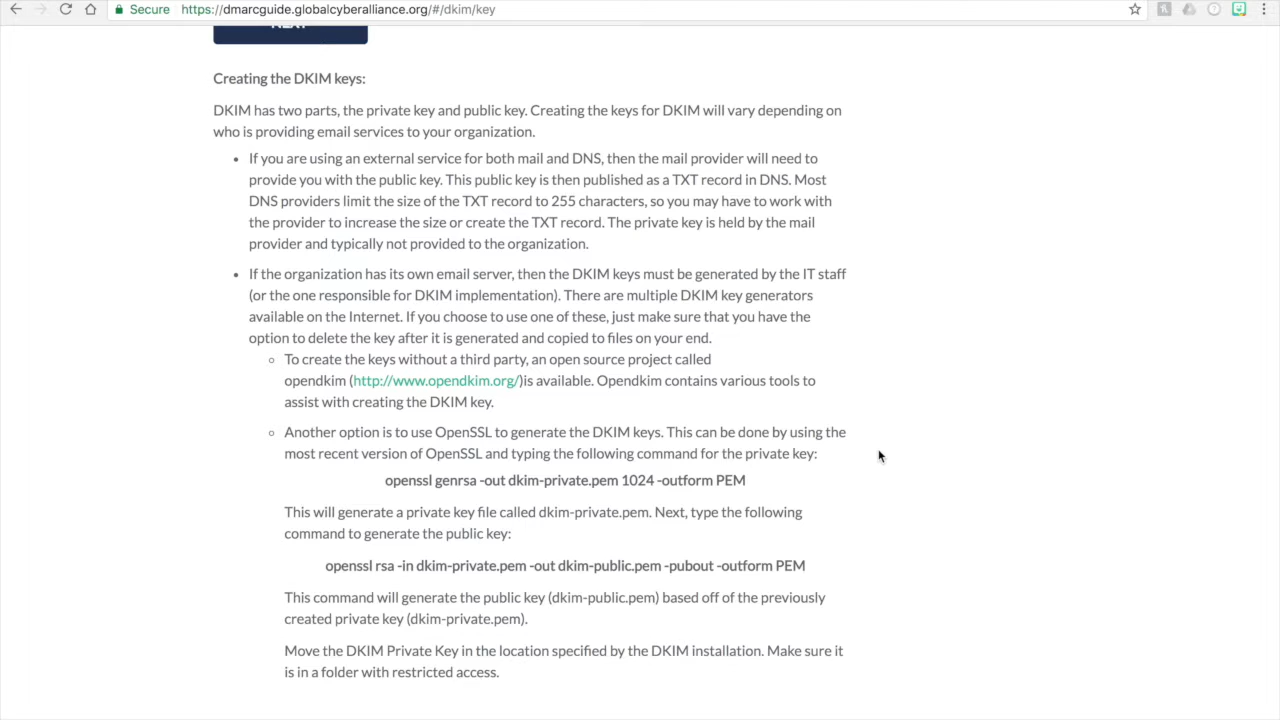 Secure https://dmarcguide.globalcyberalliance.org/#/dkim/key
NEXT
Creating the DKIM keys:
DKIM has two parts, the private key and public key. Creating the keys for DKIM will vary depending on
who is providing email services to your organization.
• If you are using an external service for both mail and DNS, then the mail provider will need to
provide you with the public key. This public key is then published as a TXT record in DNS. Most
DNS providers limit the size of the TXT record to 255 characters, so you may have to work with
the provider to increase the size or create the TXT record. The private key is held by the mail
provider and typically not provided to the organization.
• If the organization has its own email server, then the DKIM keys must be generated by the IT staff
(or the one responsible for DKIM implementation). There are multiple DKIM key generators
available on the Internet. If you choose to use one of these, just make sure that you have the
option to delete the key after it is generated and copied to files on your end.
◦ To create the keys without a third party, an open source project called
opendkim (http://www.opendkim.org/)is available. Opendkim contains various tools to
assist with creating the DKIM key.
◦ Another option is to use OpenSSL to generate the DKIM keys. This can be done by using the
most recent version of OpenSSL and typing the following command for the private key:
openssl genrsa -out dkim-private.pem 1024 -outform PEM
This will generate a private key file called dkim-private.pem. Next, type the following
command to generate the public key:
openssl rsa -in dkim-private.pem -out dkim-public.pem -pubout -outform PEM
This command will generate the public key (dkim-public.pem) based off of the previously
created private key (dkim-private.pem).
Move the DKIM Private Key in the location specified by the DKIM installation. Make sure it
is in a folder with restricted access.